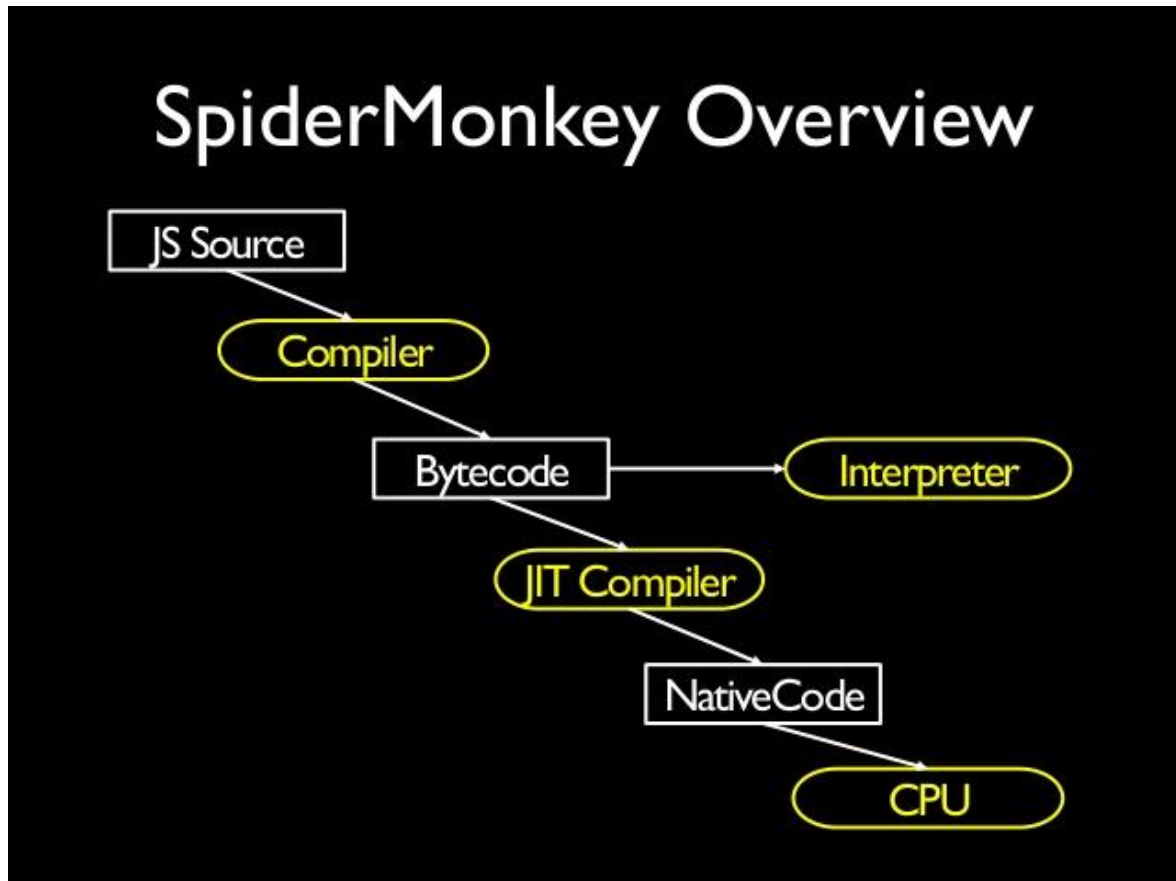 SpiderMonkey Overview
JS Source
Compiler
Bytecode
Interpreter
JIT Compiler
NativeCode
CPU